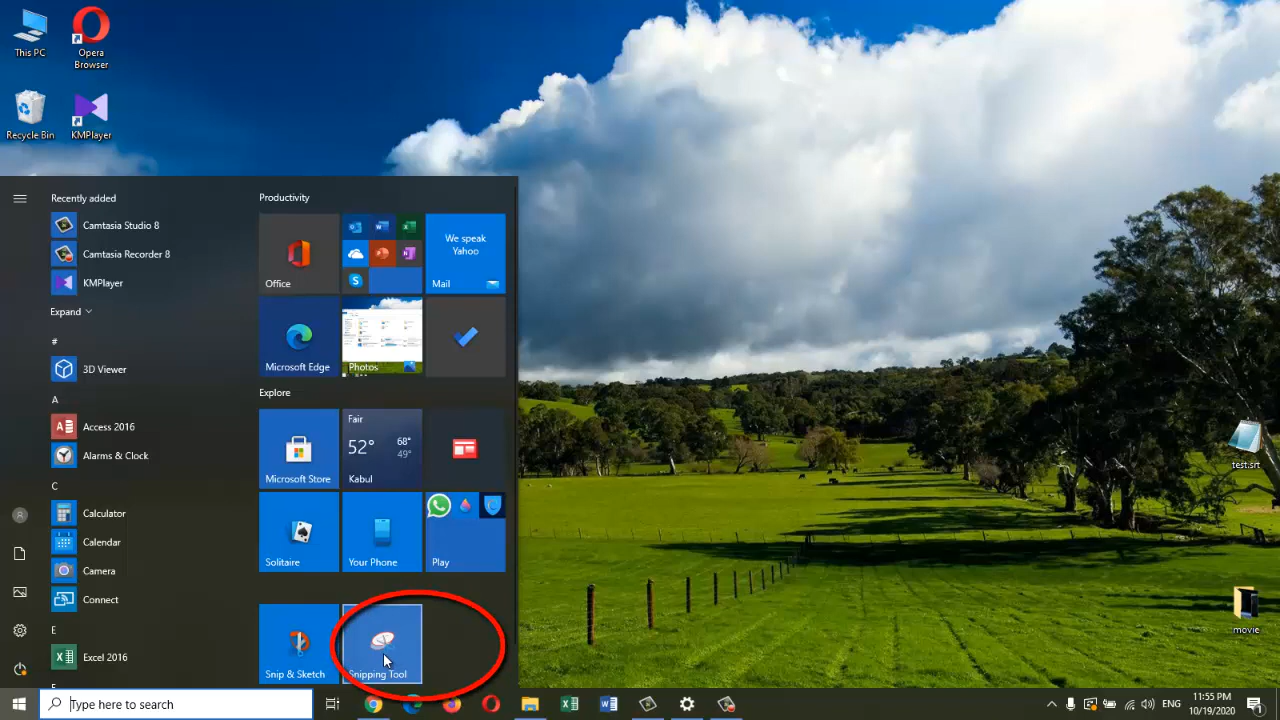 This PC
Opera
Browser
Recycle Bin
KMPlayer
Recently added
Camtasia Studio 8
Camtasia Recorder 8
KMPlayer
Expand
#
3D Viewer
A
Access 2016
Alarms & Clock
C
Calculator
Calendar
Camera
Connect
E
Excel 2016
Productivity
Office
We speak
Yahoo
Mail
Microsoft Edge
Photos
Explore
Microsoft Store
Fair
52°
68°
49°
Kabul
Solitaire
Your Phone
Play
Snip & Sketch
Snipping Tool
test.srt
movie
Type here to search
ENG
11:55 PM
10/19/2020
1